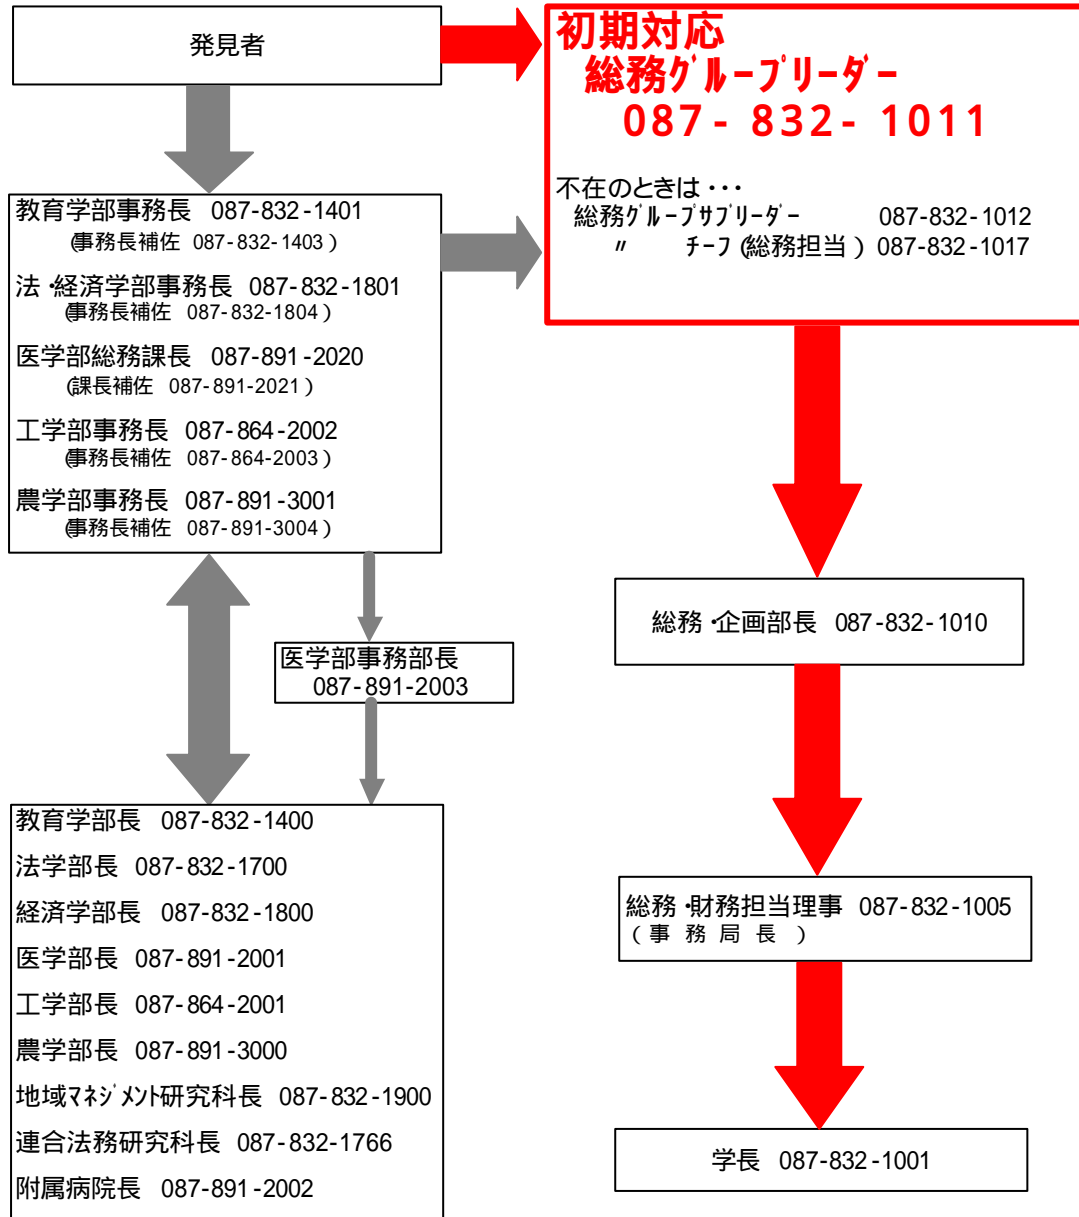 発見者
初期対応
総務グループリーダー
087-832-1011
不在のときは・・・
総務グループサブリーダー 087-832-1012
〃 チーフ(総務担当) 087-832-1017
教育学部事務長 087-832-1401
(事務長補佐 087-832-1403)
法・経済学部事務長 087-832-1801
(事務長補佐 087-832-1804)
医学部総務課長 087-891-2020
(課長補佐 087-891-2021)
工学部事務長 087-864-2002
(事務長補佐 087-864-2003)
農学部事務長 087-891-3001
(事務長補佐 087-891-3004)
総務・企画部長 087-832-1010
医学部事務部長
087-891-2003
教育学部長 087-832-1400
法学部長 087-832-1700
経済学部長 087-832-1800
医学部長 087-891-2001
工学部長 087-864-2001
農学部長 087-891-3000
地域マネジメント研究科長 087-832-1900
連合法務研究科長 087-832-1766
附属病院長 087-891-2002
総務・財務担当理事 087-832-1005
(事務局長)
学長 087-832-1001